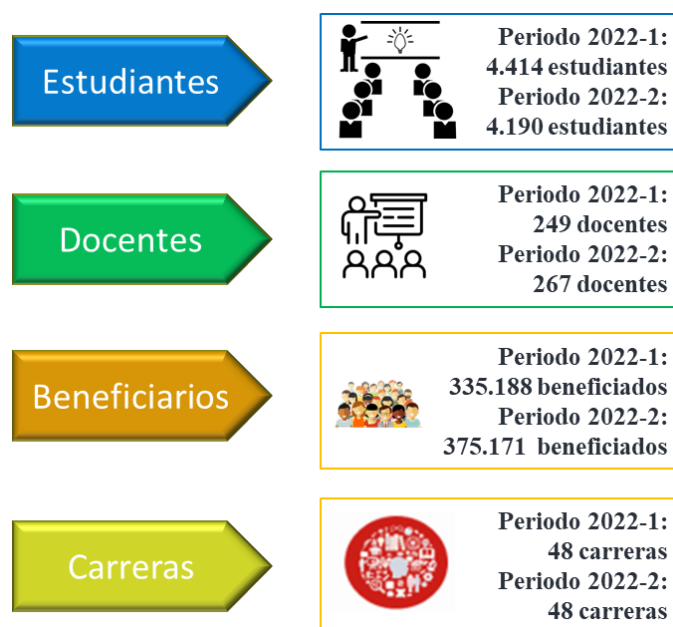 Estudiantes
Periodo 2022-1:
4.414 estudiantes
Periodo 2022-2:
4.190 estudiantes
Docentes
Periodo 2022-1:
249 docentes
Periodo 2022-2:
267 docentes
Beneficiarios
Periodo 2022-1:
335.188 beneficiados
Periodo 2022-2:
375.171 beneficiados
Carreras
Periodo 2022-1:
48 carreras
Periodo 2022-2:
48 carreras